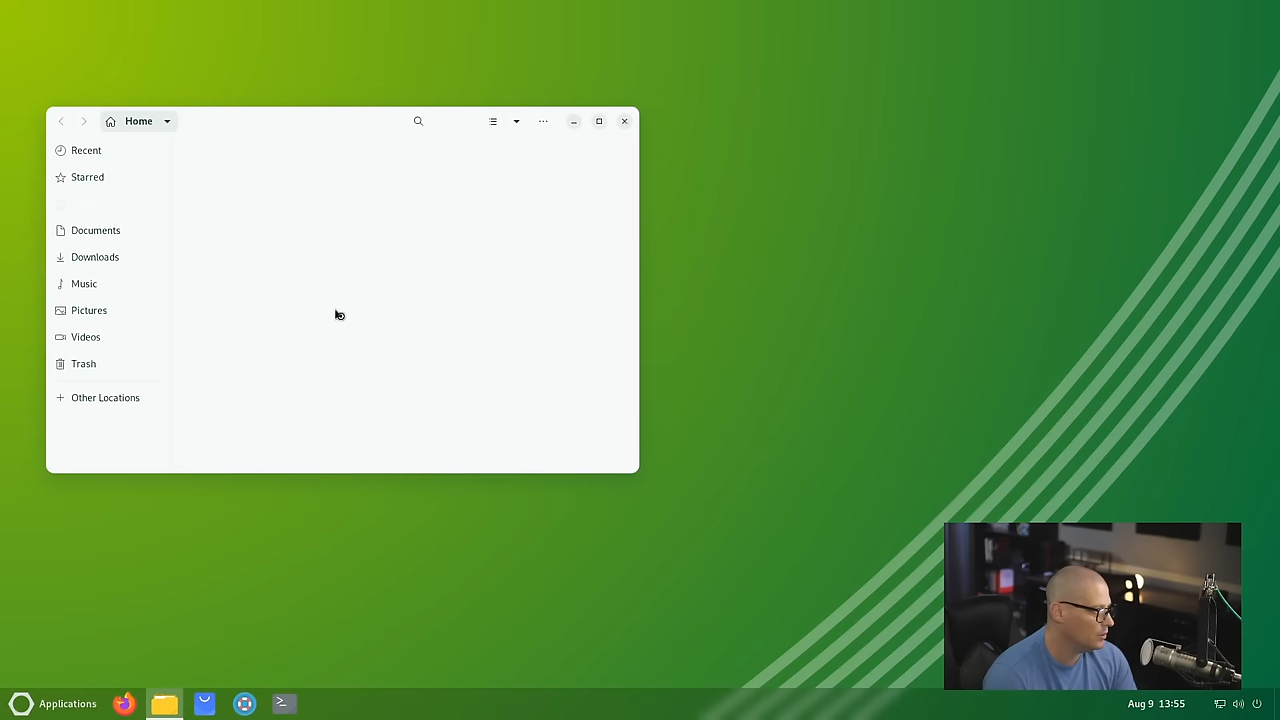 Home
Recent
Starred
Documents
Downloads
Music
Pictures
Videos
Trash
Other Locations
Applications
Aug 9 13:55